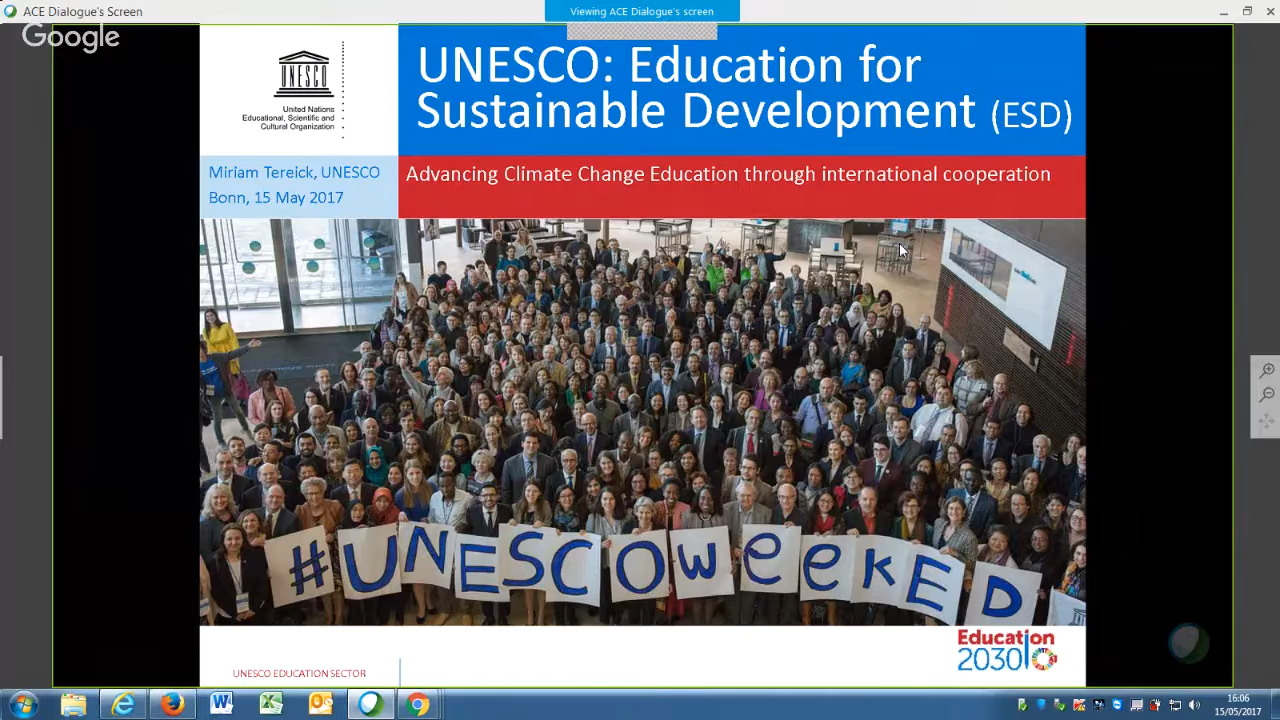 ACE Dialogue's Screen
Viewing ACE Dialogue's screen
Google
UNESCO
United Nations
Educational, Scientific and
Cultural Organization
UNESCO: Education for
Sustainable Development (ESD)
Miriam Tereick, UNESCO
Bonn, 15 May 2017
Advancing Climate Change Education through international cooperation
#UNESCOweeKED
Education
2030
UNESCO EDUCATION SECTOR
16:06
15/05/2017